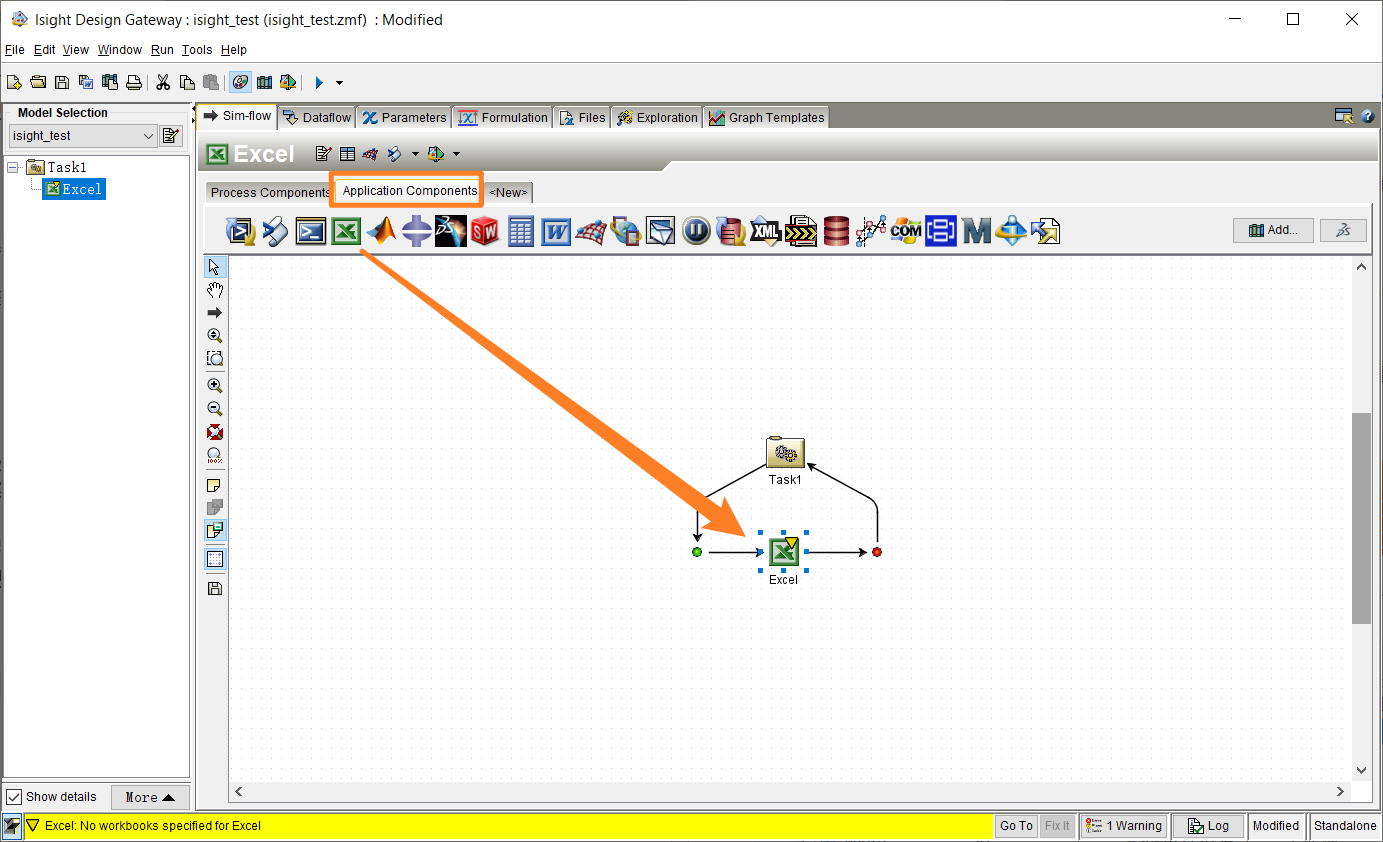 Isight Design Gateway : isight_test (isight_test.zmf) : Modified
File Edit View Window Run Tools Help
Model Selection
isight_test
Task1
Excel
Sim-flow Dataflow Parameters Formulation Files Exploration Graph Templates
Excel
Process Components Application Components <New>
SW W XML COM M
Add...
100%
Task1
Excel
Show details More
Excel: No workbooks specified for Excel
Go To Fix It 1 Warning Log Modified Standalone